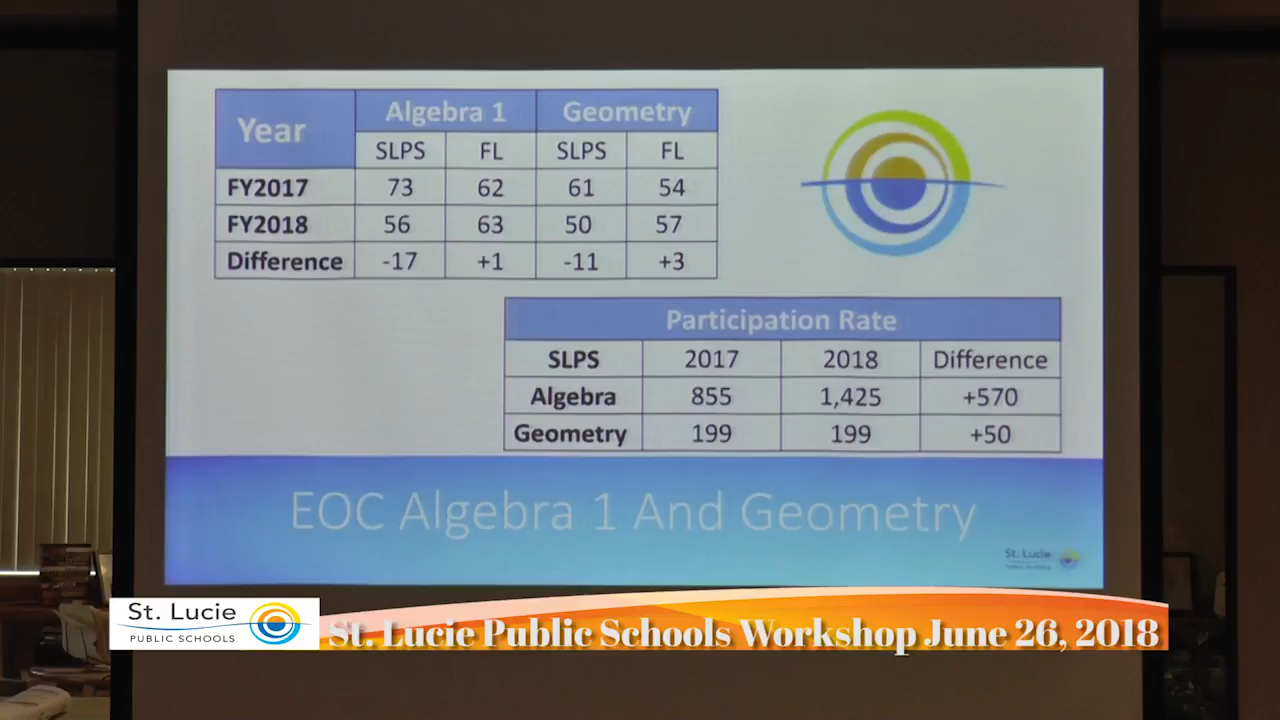 Year Algebra 1 Geometry
SLPS FL SLPS FL
FY2017 73 62 61 54
FY2018 56 63 50 57
Difference -17 +1 -11 +3
Participation Rate
SLPS 2017 2018 Difference
Algebra 855 1,425 +570
Geometry 199 199 +50
EOC Algebra 1 And Geometry
St. Lucie
PUBLIC SCHOOLS
St. Lucie
PUBLIC SCHOOLS
St. Lucie Public Schools Workshop June 26, 2018